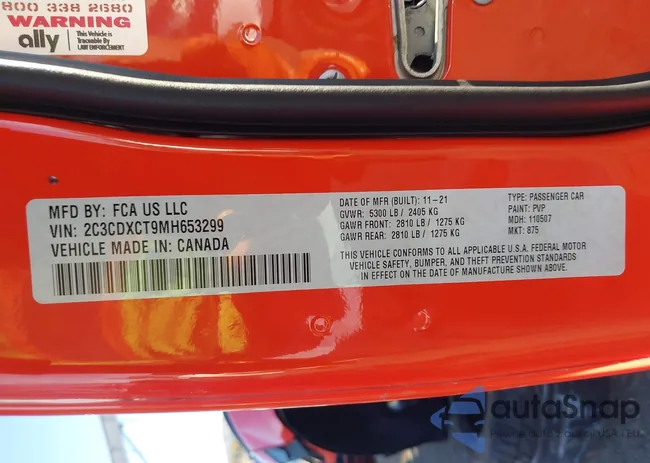 800 338 2680
WARNING
ally
This Vehicle is
Traceable By
LAW ENFORCEMENT
MFD BY: FCA US LLC
VIN: 2C3CDXCT9MH653299
VEHICLE MADE IN: CANADA
DATE OF MFR (BUILT): 11-21
GVWR: 5300 LB / 2405 KG
GAWR FRONT: 2810 LB / 1275 KG
GAWR REAR: 2810 LB / 1275 KG
TYPE: PASSENGER CAR
PAINT: PVP
MDH: 110507
MKT: 875
THIS VEHICLE CONFORMS TO ALL APPLICABLE U.S.A. FEDERAL MOTOR
VEHICLE SAFETY, BUMPER, AND THEFT PREVENTION STANDARDS
IN EFFECT ON THE DATE OF MANUFACTURE SHOWN ABOVE.
autaSnap